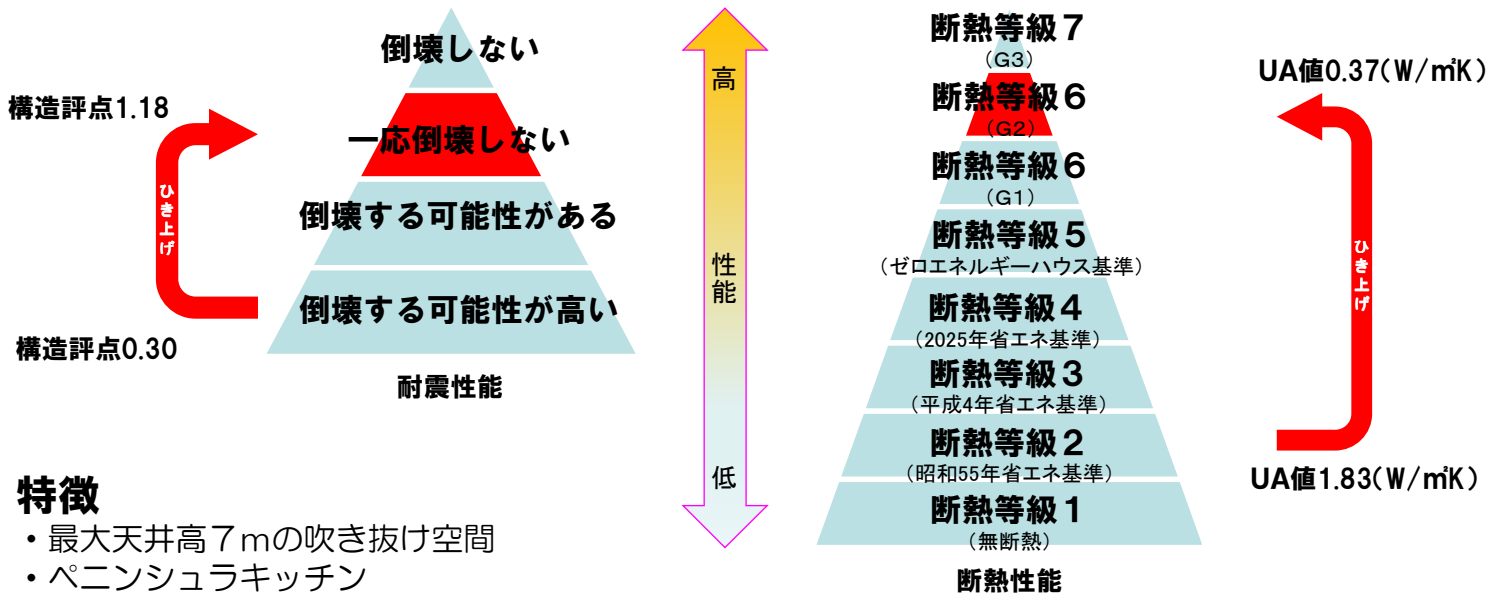 倒壊しない
一応倒壊しない
倒壊する可能性がある
倒壊する可能性が高い
耐震性能
構造評点1.18
ひき上げ
構造評点0.30
高
性能
低
断熱等級7
（G3）
断熱等級6
（G2）
断熱等級6
（G1）
断熱等級5
（ゼロエネルギーハウス基準）
断熱等級4
（2025年省エネ基準）
断熱等級3
（平成4年省エネ基準）
断熱等級2
（昭和55年省エネ基準）
断熱等級1
（無断熱）
断熱性能
UA値0.37（W/㎡K）
ひき上げ
UA値1.83（W/㎡K）
特徴
・最大天井高7mの吹き抜け空間
・ペニンシュラキッチン